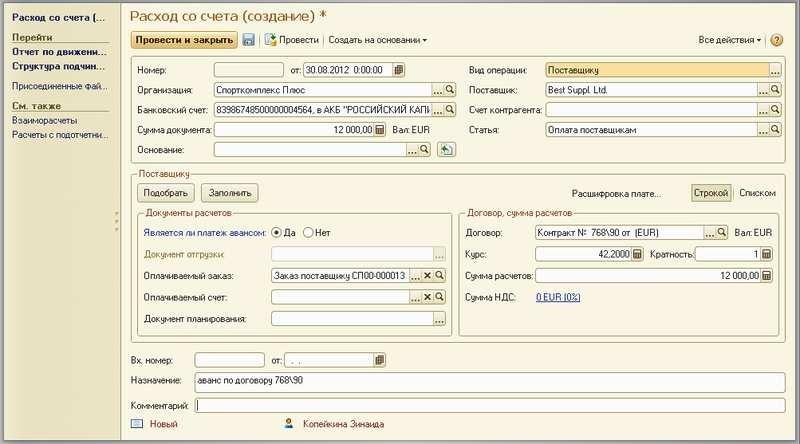 Расход со счета (...
Перейти
Отчет по движени...
Структура подчин...
Присоединенные фай...
См. также
Взаиморасчеты
Расчеты с подотчетни...
Расход со счета (создание) *
Провести и закрыть Провести Создать на основании Все действия
Номер: от: 30.08.2012 0:00:00 Вид операции: Поставщику ...
Организация: Спорткомплекс Плюс ... Поставщик: Best Suppl. Ltd. ...
Банковский счет: 83986748500000004564, в АКБ "РОССИЙСКИЙ КАПИ ... Счет контрагента: ...
Сумма документа: 12 000,00 Вал: EUR Статья: Оплата поставщикам ...
Основание: ...
Поставщику
Подобрать Заполнить Расшифровка плате... Строкой Списком
Документы расчетов Договор, сумма расчетов
Является ли платеж авансом: Да Нет Договор: Контракт № 768\90 от (EUR) ... Вал: EUR
Документ отгрузки: ... Курс: 42,2000 Кратность: 1
Оплачиваемый заказ: Заказ поставщику СП00-000013 ... × Сумма расчетов: 12 000,00
Оплачиваемый счет: ... × Сумма НДС: 0 EUR (0%)
Документ планирования: ...
Вх. номер: от: . .
Назначение: аванс по договору 768\90
Комментарий:
Новый Копейкина Зинаида